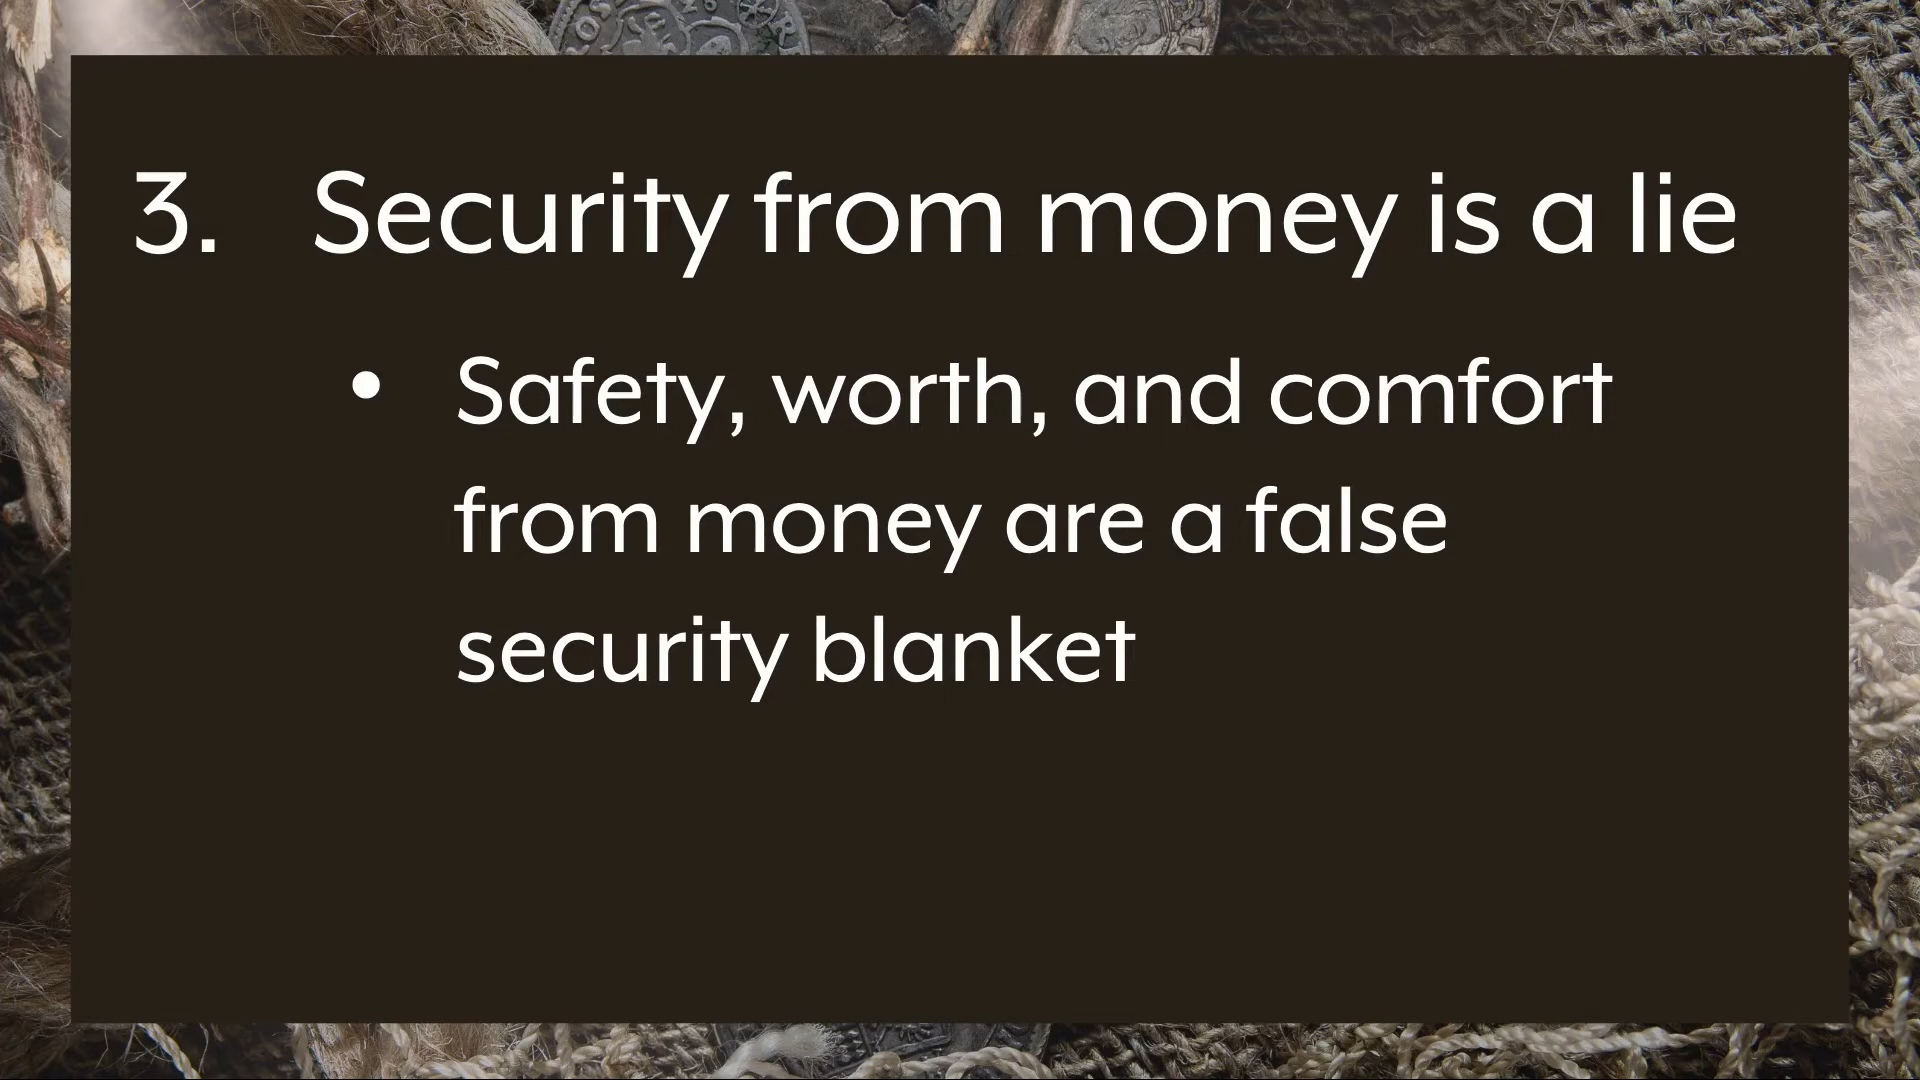 3. Security from money is a lie
• Safety, worth, and comfort
from money are a false
security blanket